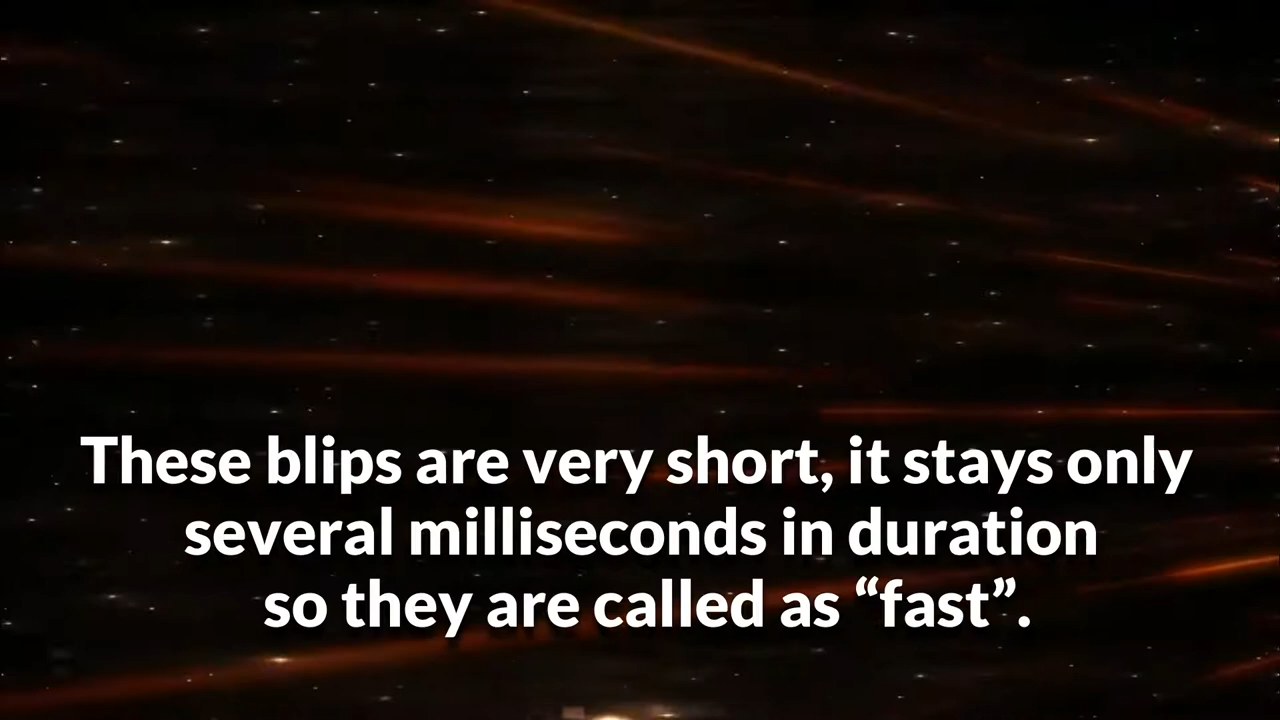 These blips are very short, it stays only
several milliseconds in duration
so they are called as “fast”.